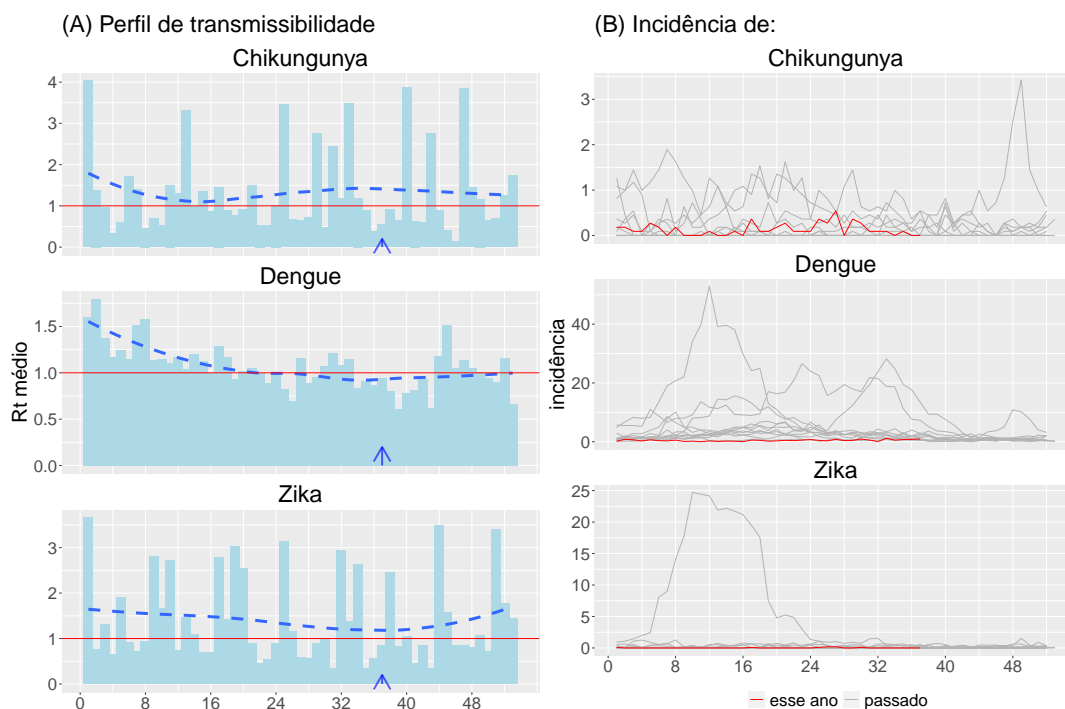 (A) Perfil de transmissibilidade
Chikungunya
4
3
2
1
0
Dengue
1.5
1.0
0.5
0.0
Zika
3
2
1
0
0 8 16 24 32 40 48
Rt médio
(B) Incidência de:
Chikungunya
3
2
1
0
Dengue
40
20
0
Zika
25
20
15
10
5
0
0 8 16 24 32 40 48
incidência
esse ano passado